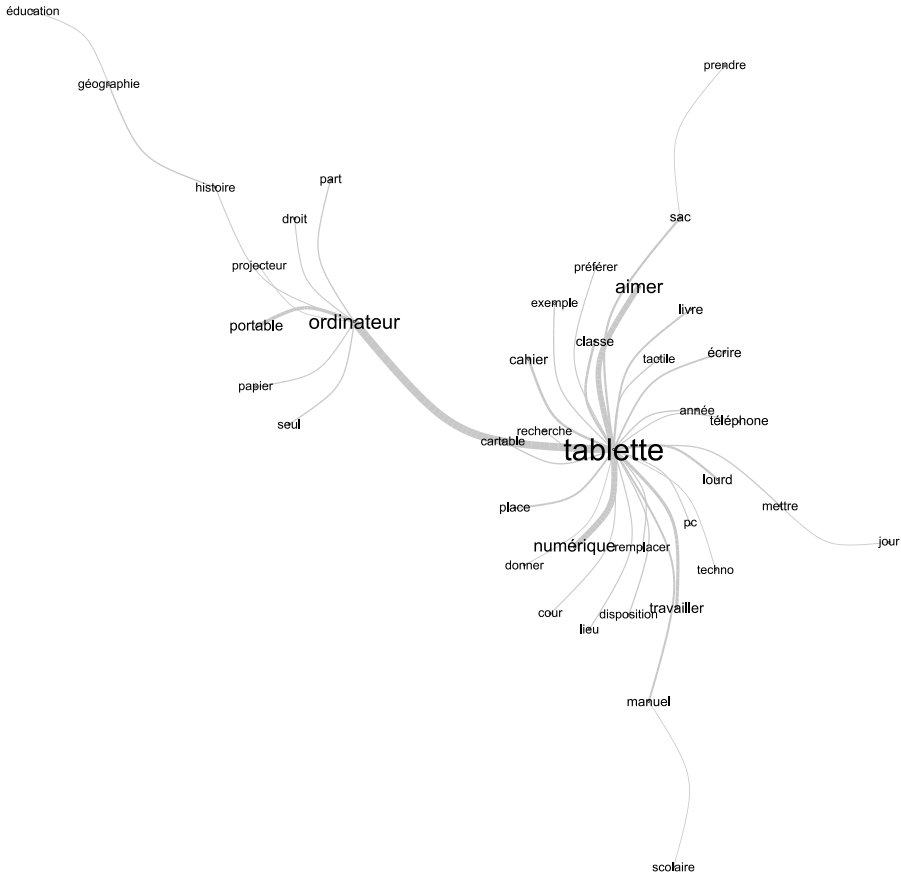 éducation
prendre
géographie
part
histoire
droit
sac
projecteur
préférer
aimer
exemple
livre
portable
ordinateur
classe
écrire
cahier
tactile
papier
année
téléphone
seul
recherche
cartable
tablette
lourd
place
mettre
pc
jour
numérique
remplacer
donner
techno
travailler
cour
disposition
lieu
manuel
scolaire